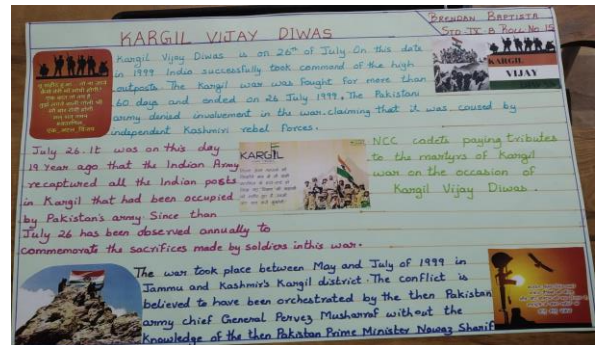 BRENDAN BAPTISTA
STD-IX-B ROLL.No.15
KARGIL VIJAY DIWAS
Kargil Vijey Diwas is on 26th of July. On this date
in 1999 India successfully took command of the high
outposts. The Kargil war was fought for more than
60 days and ended on 26 July 1999. The Pakistani
army denied involvement in the war, claiming that it was caused by
independent Kashmiri rebel forces.
KARGIL
VIJAY
July 26. It was on this day
19 Year ago that the Indian Army
recaptured all the Indian posts
in Kargil that had been occupied
by Pakistan's army. Since than
July 26 has been observed annually to
commemorate the sacrifices made by soldiers in this war.
KARGIL
NCC cadets paying tributes
to the martyrs of Kargil
war on the occasion of
Kargil Vijay Diwas.
The war took place between May and July of 1999 in
Jammu and Kashmir's Kargil district. The conflict is
believed to have been orchestrated by the then Pakistan
army chief General Pervez Musharrof without the
knowledge of the then Pakistan Prime Minister Nawaz Sharif